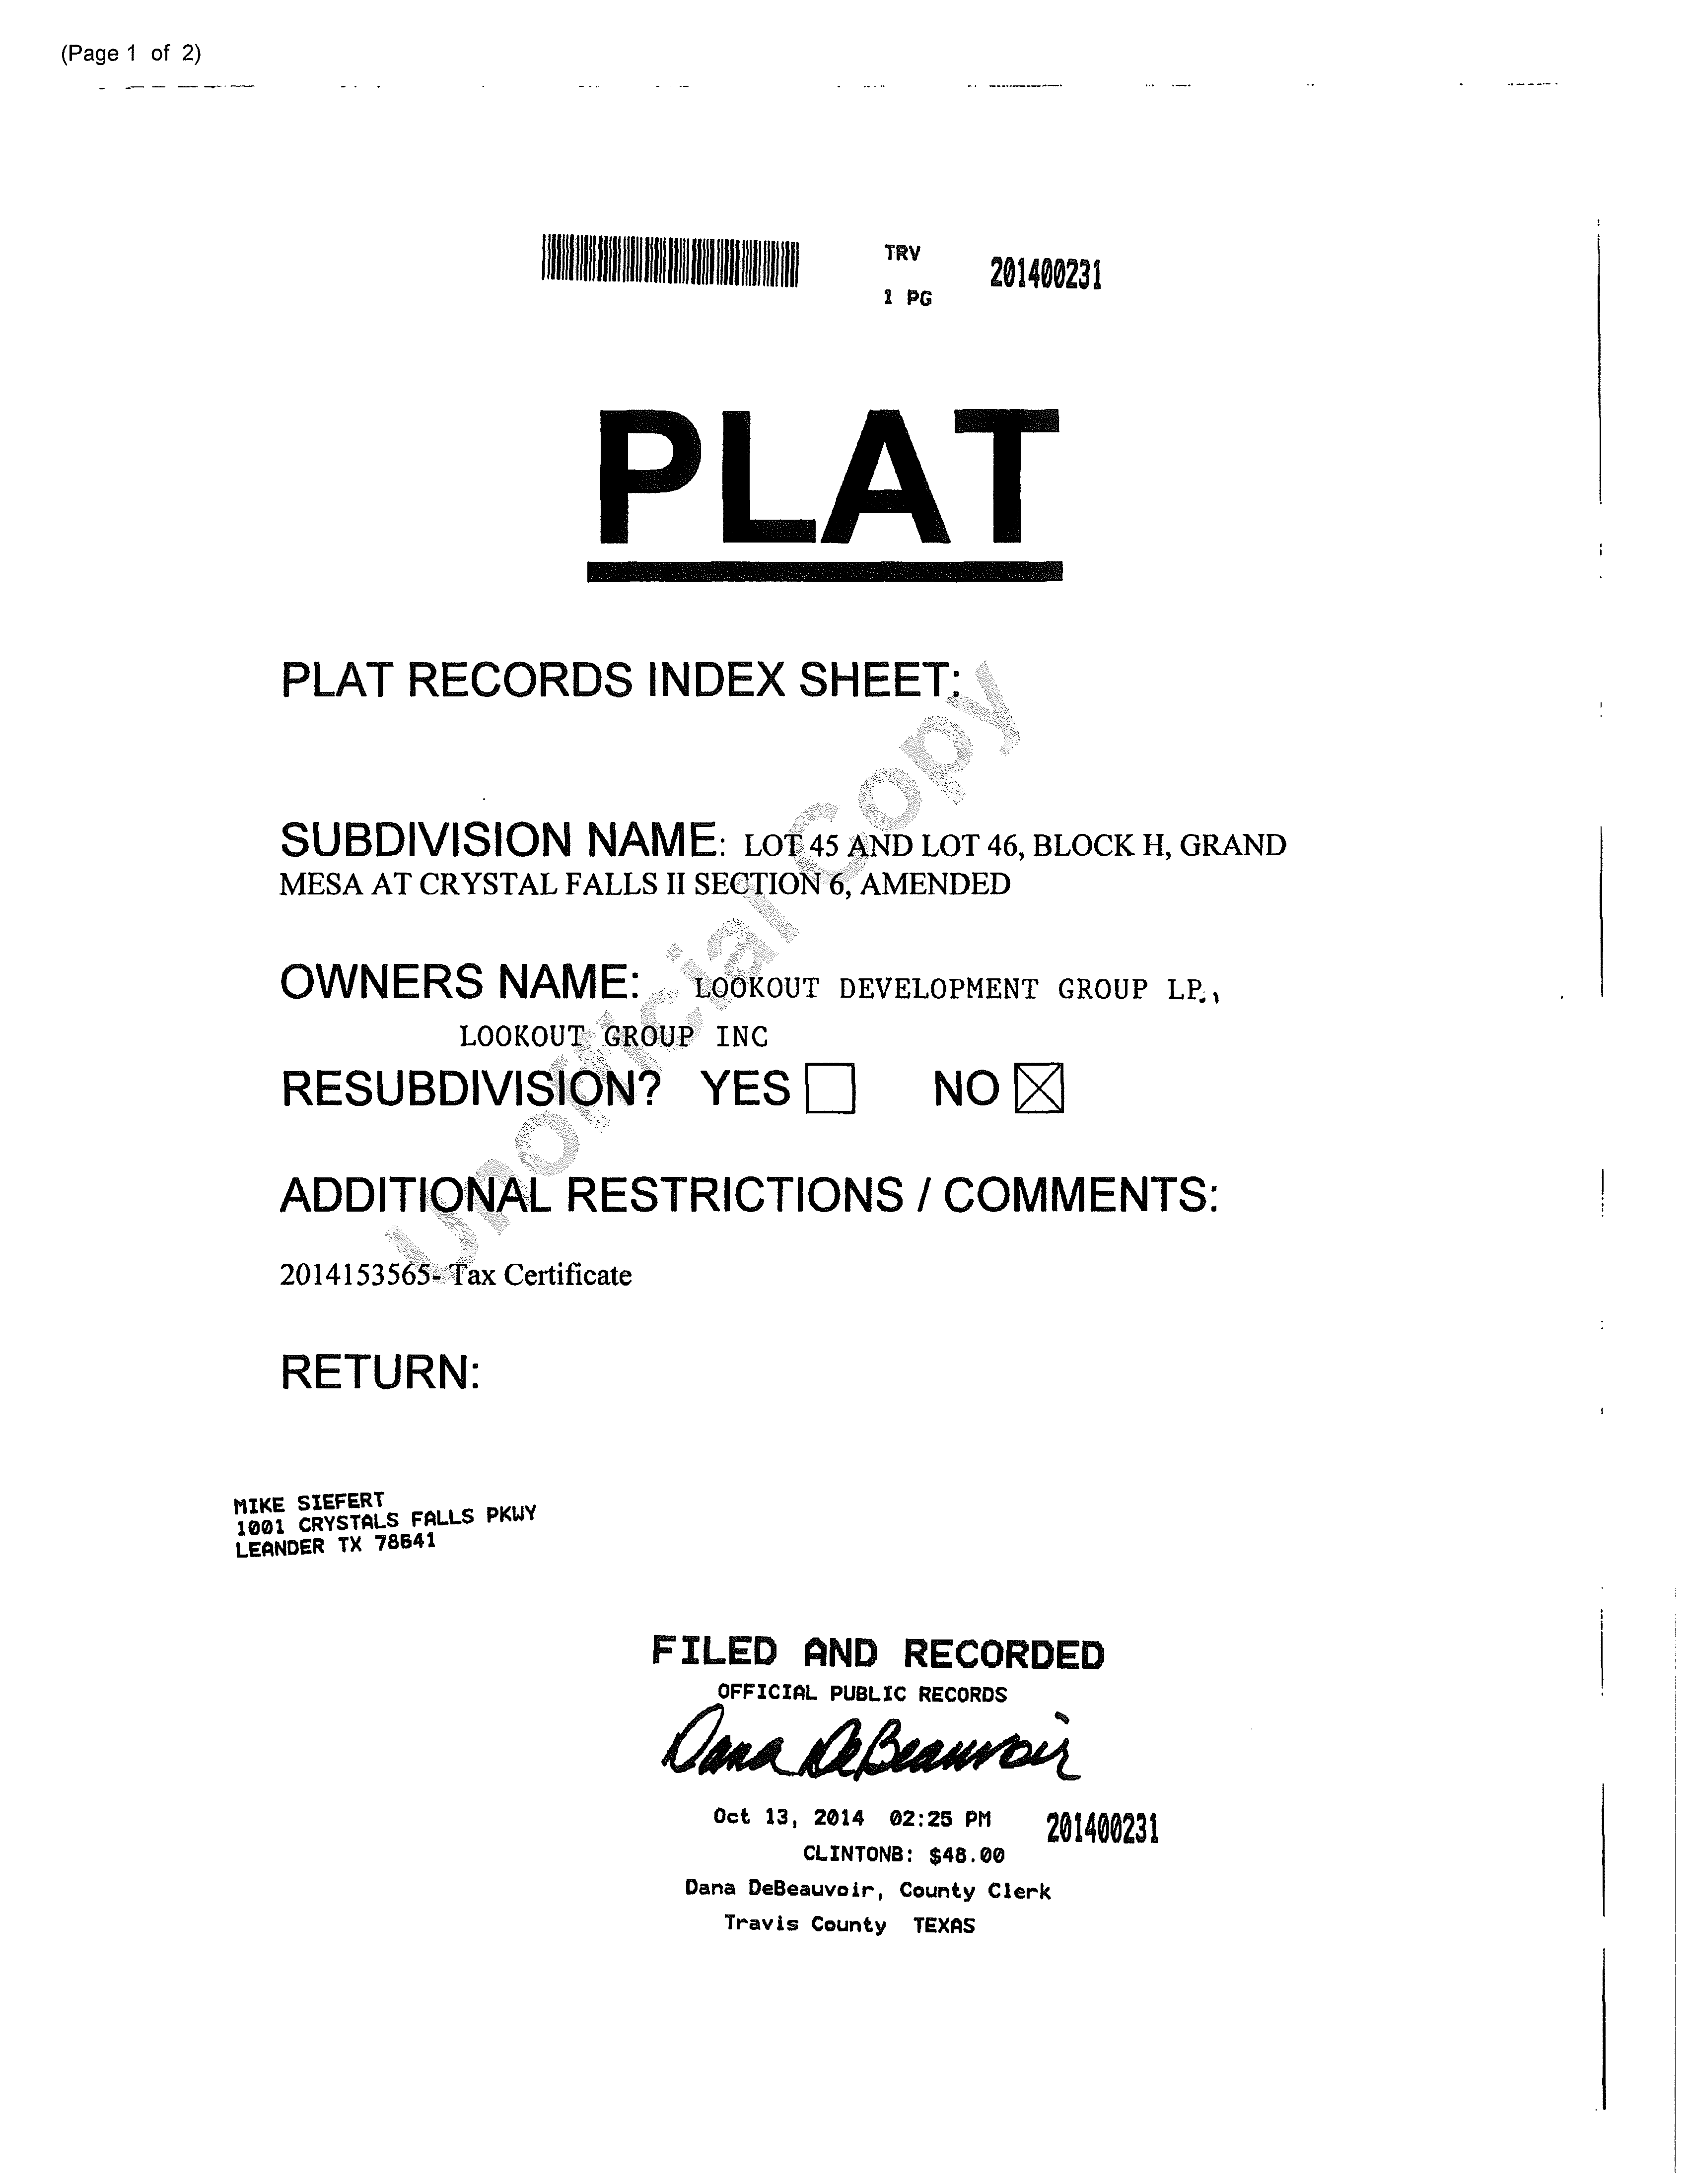 (Page 1 of 2)
TRV
1 PG
201400231
PLAT
PLAT RECORDS INDEX SHEET:
SUBDIVISION NAME: LOT 45 AND LOT 46, BLOCK H, GRAND
MESA AT CRYSTAL FALLS II SECTION 6, AMENDED
OWNERS NAME: LOOKOUT DEVELOPMENT GROUP LP.,
LOOKOUT GROUP INC
RESUBDIVISION? YES ☐ NO ☒
ADDITIONAL RESTRICTIONS / COMMENTS:
2014153565- Tax Certificate
RETURN:
MIKE SIEFERT
1001 CRYSTALS FALLS PKWY
LEANDER TX 78641
FILED AND RECORDED
OFFICIAL PUBLIC RECORDS
Dana DeBeauvoir
Oct 13, 2014 02:25 PM 201400231
CLINTONB: $48.00
Dana DeBeauvoir, County Clerk
Travis County TEXAS
Unofficial Copy